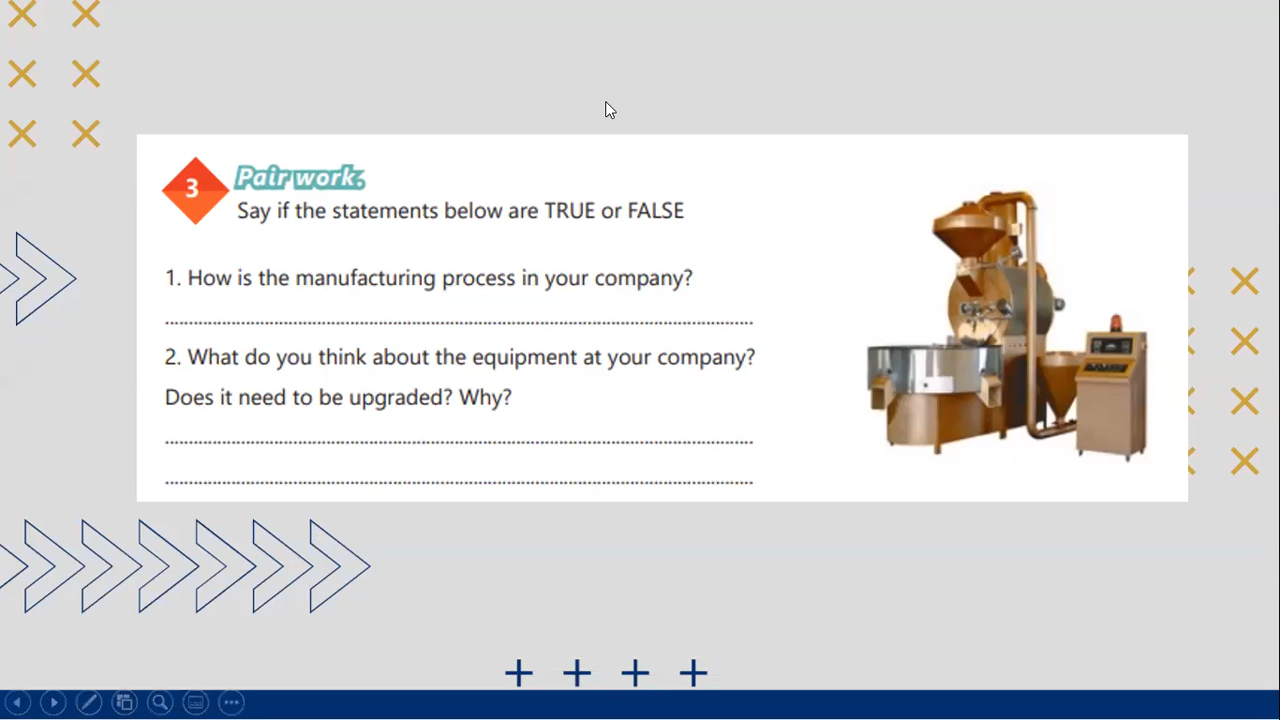 3
Pair work.
Say if the statements below are TRUE or FALSE
1. How is the manufacturing process in your company?
2. What do you think about the equipment at your company?
Does it need to be upgraded? Why?